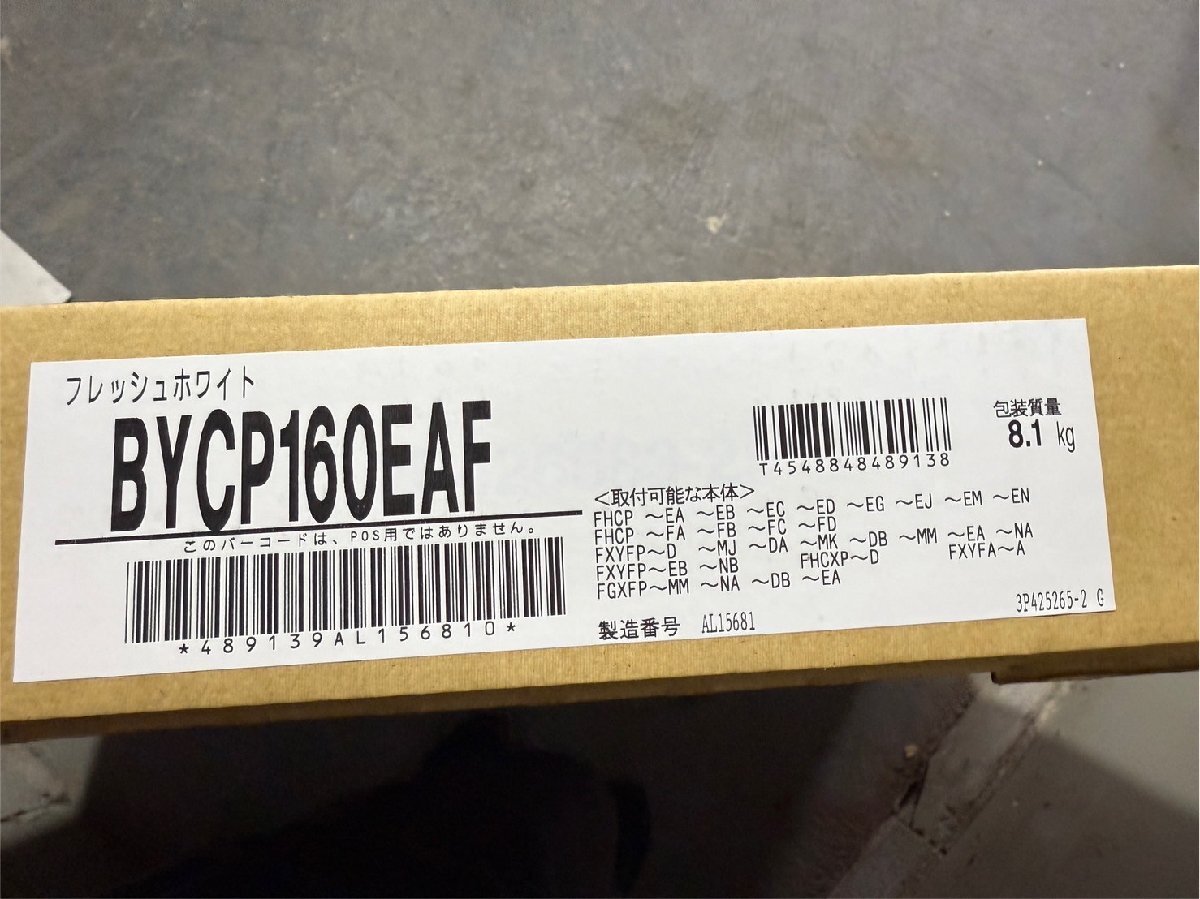 フレッシュホワイト
BYCP160EAF
このバーコードは、POS用ではありません。
*489139AL156810*
T4548848489138
包装質量
8.1 kg
<取付可能な本体>
FHCP ～EA ～EB ～EC ～ED ～EG ～EJ ～EM ～EN
FHCP ～FA ～FB ～FC ～FD
FXYFP～D ～MJ ～DA ～MK ～DB ～MM ～EA ～NA
FXYFP～EB ～NB FHCXP～D FXYFA～A
FGXFP～MM ～NA ～DB ～EA
製造番号 AL15681
3P425265-2 G